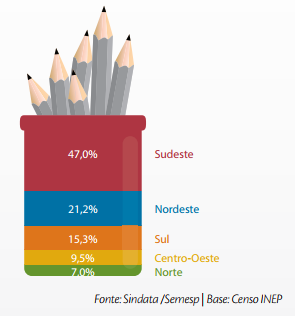 47,0% Sudeste
21,2% Nordeste
15,3% Sul
9,5% Centro-Oeste
7,0% Norte
Fonte: Sindata /Semesp | Base: Censo INEP